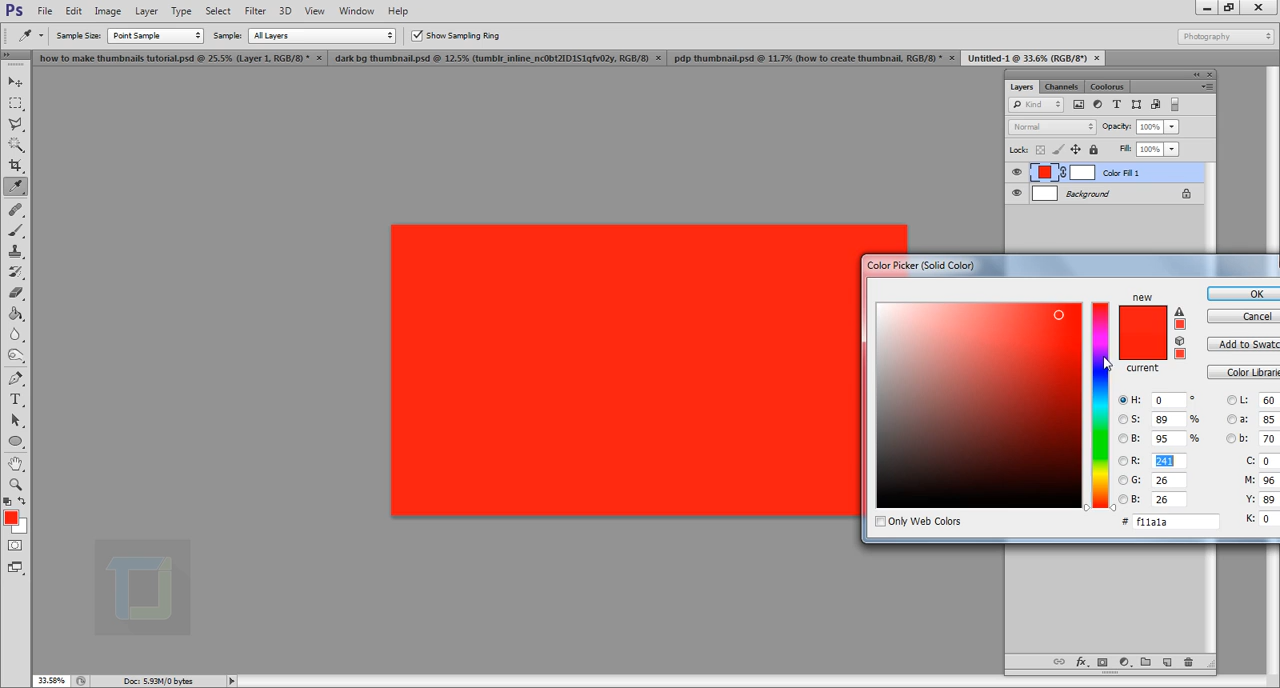 Ps File Edit Image Layer Type Select Filter 3D View Window Help
Sample Size: Point Sample Sample: All Layers Show Sampling Ring Photography
how to make thumbnails tutorial.psd @ 25.5% (Layer 1, RGB/8) * × dark bg thumbnail.psd @ 12.5% (tumblr_inline_nc0bt2ID1S1qfv02y, RGB/8) × pdp thumbnail.psd @ 11.7% (how to create thumbnail, RGB/8) * × Untitled-1 @ 33.6% (RGB/8*) ×
Layers Channels Coolorus
Kind
Normal Opacity: 100%
Lock: Fill: 100%
Color Fill 1
Background
Color Picker (Solid Color)
new
OK
Cancel
Add to Swatc
current
Color Librarie
H: 0 ° L: 60
S: 89 % a: 85
B: 95 % b: 70
R: 241 C: 0
G: 26 M: 96
B: 26 Y: 89
# f11a1a K: 0
Only Web Colors
33.58% Doc: 5.93M/0 bytes